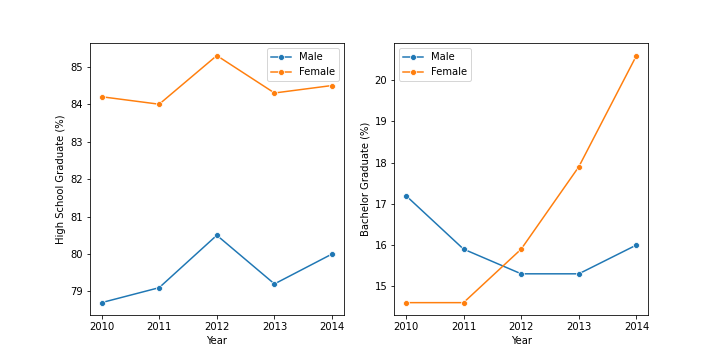 Male
Female
85
84
83
82
81
80
79
High School Graduate (%)
2010 2011 2012 2013 2014
Year
Male
Female
20
19
18
17
16
15
Bachelor Graduate (%)
2010 2011 2012 2013 2014
Year